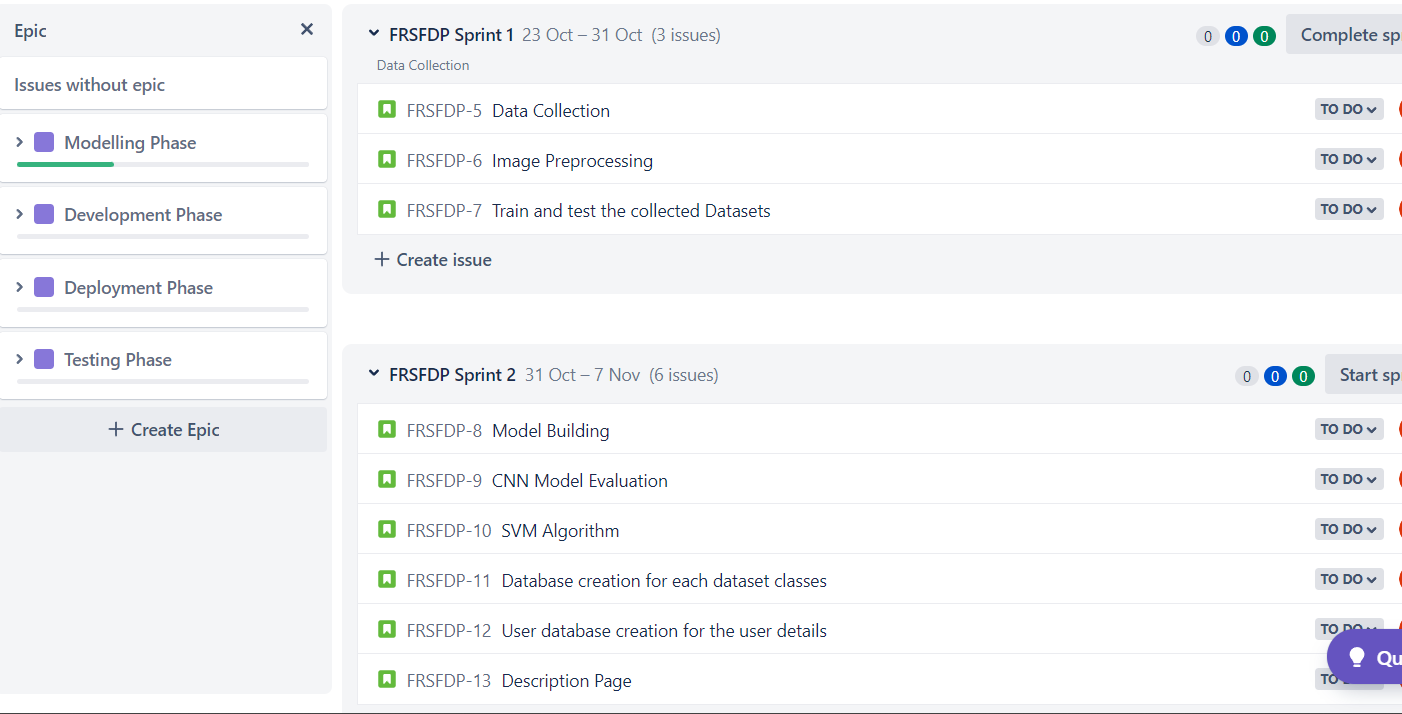 Epic
Issues without epic
Modelling Phase
Development Phase
Deployment Phase
Testing Phase
+ Create Epic
FRSFDP Sprint 1 23 Oct – 31 Oct (3 issues)
0 0 0 Complete sp
Data Collection
FRSFDP-5 Data Collection TO DO
FRSFDP-6 Image Preprocessing TO DO
FRSFDP-7 Train and test the collected Datasets TO DO
+ Create issue
FRSFDP Sprint 2 31 Oct – 7 Nov (6 issues)
0 0 0 Start sp
FRSFDP-8 Model Building TO DO
FRSFDP-9 CNN Model Evaluation TO DO
FRSFDP-10 SVM Algorithm TO DO
FRSFDP-11 Database creation for each dataset classes TO DO
FRSFDP-12 User database creation for the user details TO DO
Qu
FRSFDP-13 Description Page TO